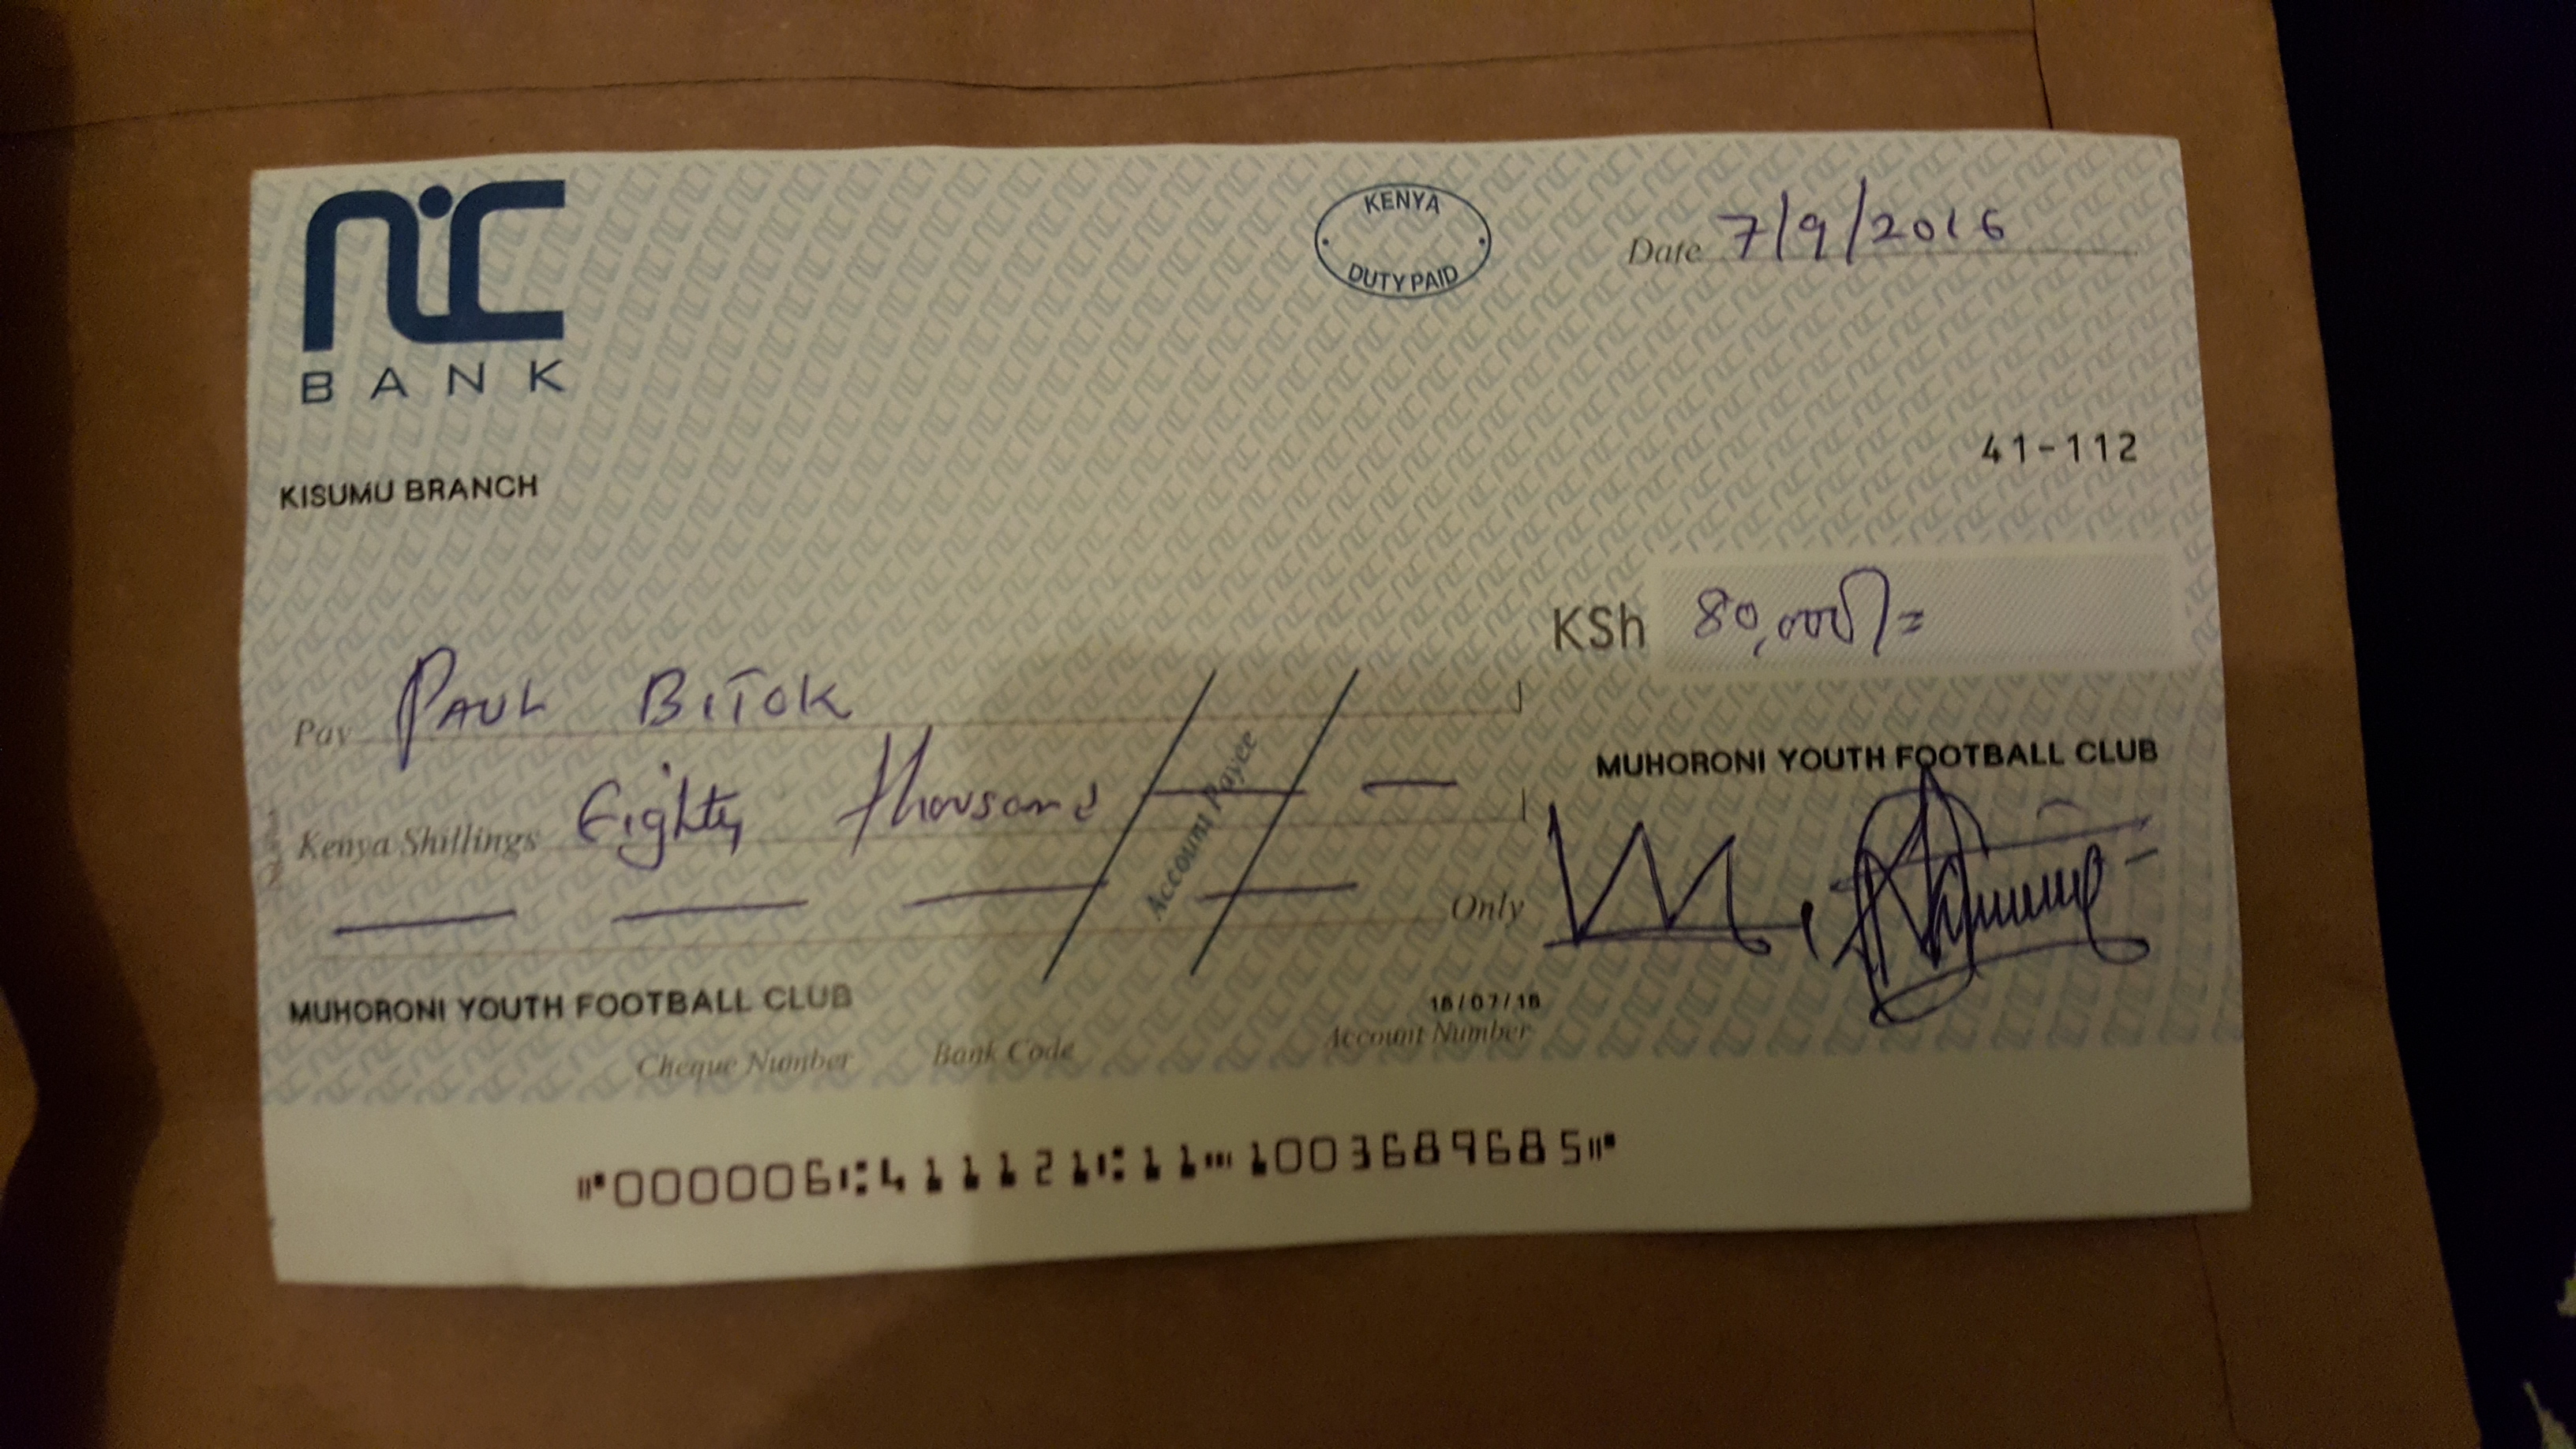 NIC
BANK
KENYA
DUTY PAID
Date 7/9/2016
KISUMU BRANCH
41-112
Pay PAUL BITOK
KSh 80,000/=
Kenya Shillings Eighty Thousand
Account Payee
Only
MUHORONI YOUTH FOOTBALL CLUB
MUHORONI YOUTH FOOTBALL CLUB
18/07/16
Cheque Number Bank Code Account Number
⑈000006⑆41112⑆11⑈1003689685⑈